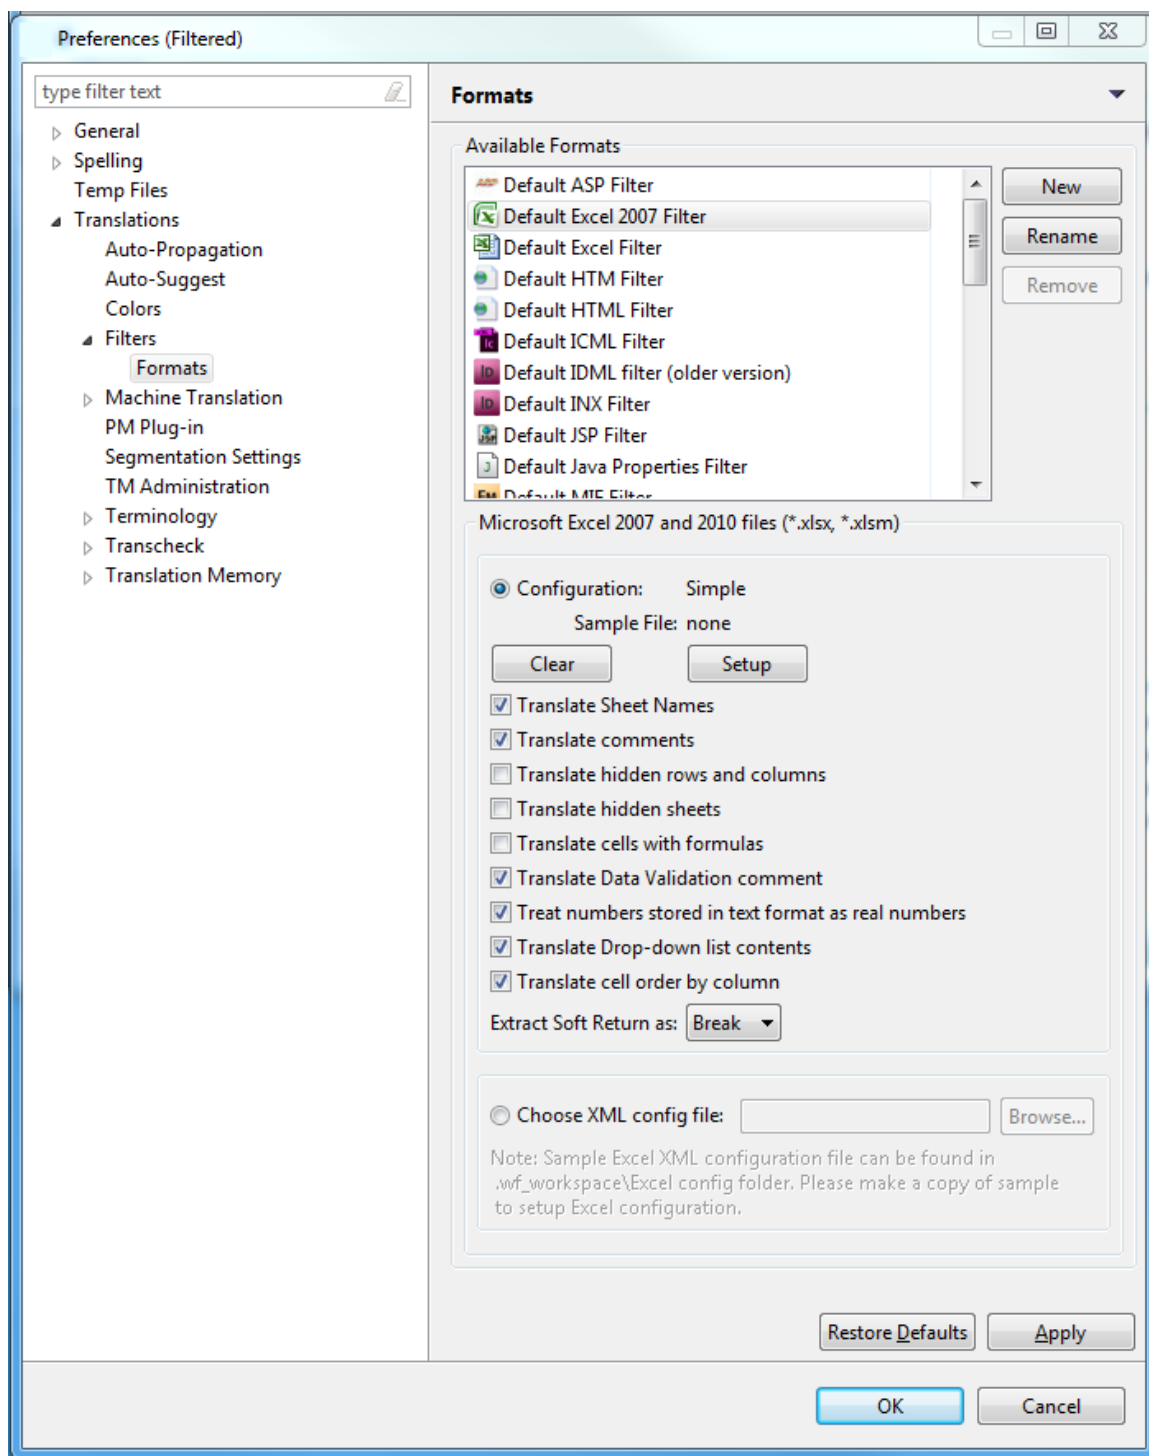 Preferences (Filtered)
type filter text
General
Spelling
Temp Files
Translations
Auto-Propagation
Auto-Suggest
Colors
Filters
Formats
Machine Translation
PM Plug-in
Segmentation Settings
TM Administration
Terminology
Transcheck
Translation Memory
Formats
Available Formats
Default ASP Filter
Default Excel 2007 Filter
Default Excel Filter
Default HTM Filter
Default HTML Filter
Default ICML Filter
Default IDML filter (older version)
Default INX Filter
Default JSP Filter
Default Java Properties Filter
Default MIF Filter
New
Rename
Remove
Microsoft Excel 2007 and 2010 files (*.xlsx, *.xlsm)
Configuration: Simple
Sample File: none
Clear Setup
Translate Sheet Names
Translate comments
Translate hidden rows and columns
Translate hidden sheets
Translate cells with formulas
Translate Data Validation comment
Treat numbers stored in text format as real numbers
Translate Drop-down list contents
Translate cell order by column
Extract Soft Return as: Break
Choose XML config file: Browse...
Note: Sample Excel XML configuration file can be found in
.wf_workspace\Excel config folder. Please make a copy of sample
to setup Excel configuration.
Restore Defaults Apply
OK Cancel